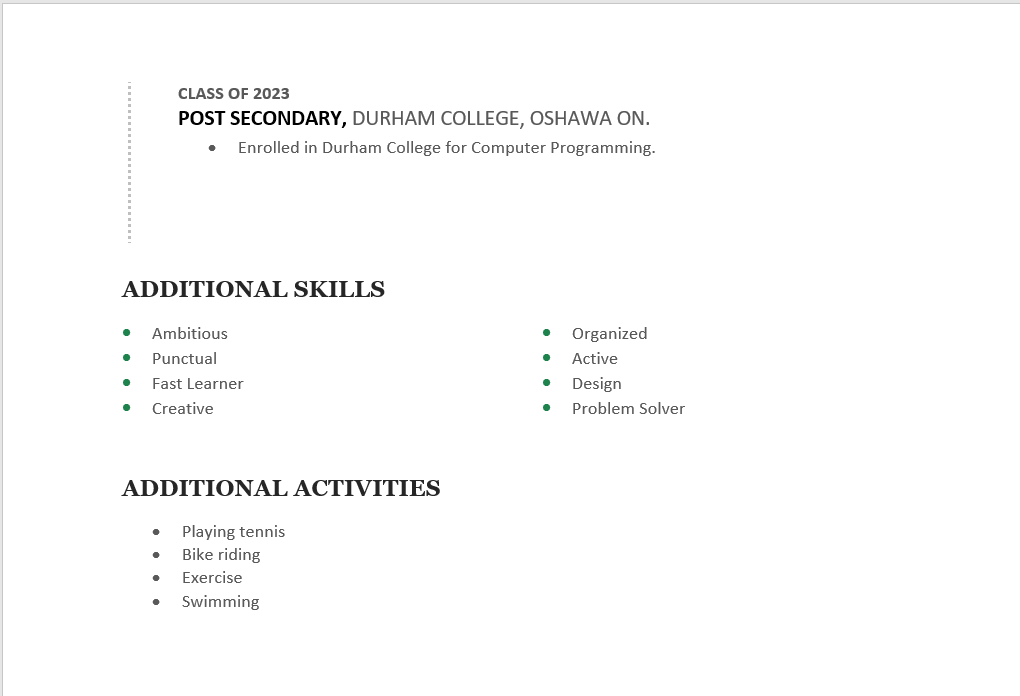 CLASS OF 2023
POST SECONDARY, DURHAM COLLEGE, OSHAWA ON.
• Enrolled in Durham College for Computer Programming.
ADDITIONAL SKILLS
• Ambitious
• Punctual
• Fast Learner
• Creative
• Organized
• Active
• Design
• Problem Solver
ADDITIONAL ACTIVITIES
• Playing tennis
• Bike riding
• Exercise
• Swimming